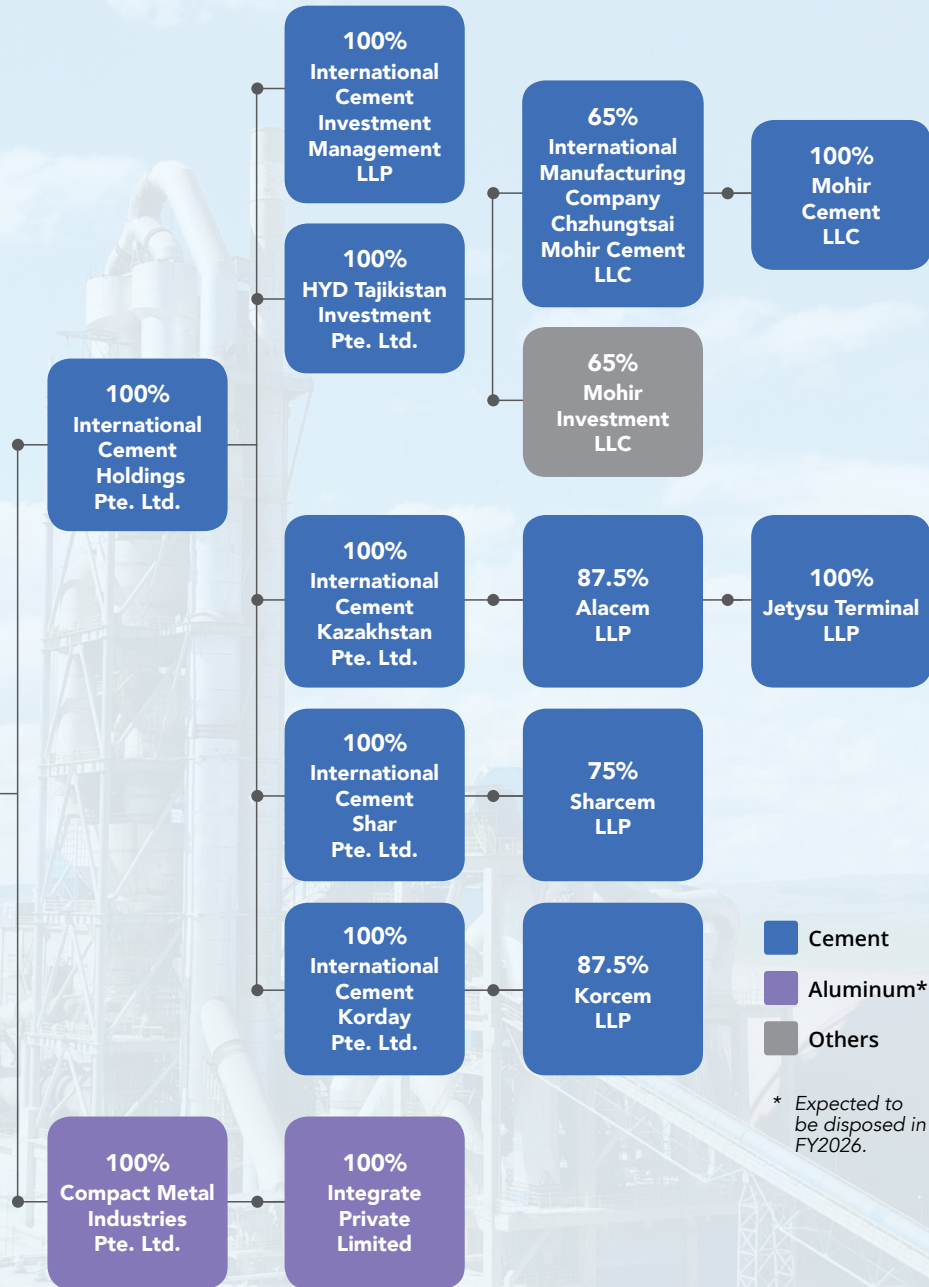 100%
International
Cement
Investment
Management
LLP
65%
International
Manufacturing
Company
Chzhungtsai
Mohir Cement
LLC
100%
Mohir
Cement
LLC
100%
HYD Tajikistan
Investment
Pte. Ltd.
65%
Mohir
Investment
LLC
100%
International
Cement
Holdings
Pte. Ltd.
100%
International
Cement
Kazakhstan
Pte. Ltd.
87.5%
Alacem
LLP
100%
Jetysu Terminal
LLP
100%
International
Cement
Shar
Pte. Ltd.
75%
Sharcem
LLP
100%
International
Cement
Korday
Pte. Ltd.
87.5%
Korcem
LLP
Cement
Aluminum*
Others
* Expected to
be disposed in
FY2026.
100%
Compact Metal
Industries
Pte. Ltd.
100%
Integrate
Private
Limited